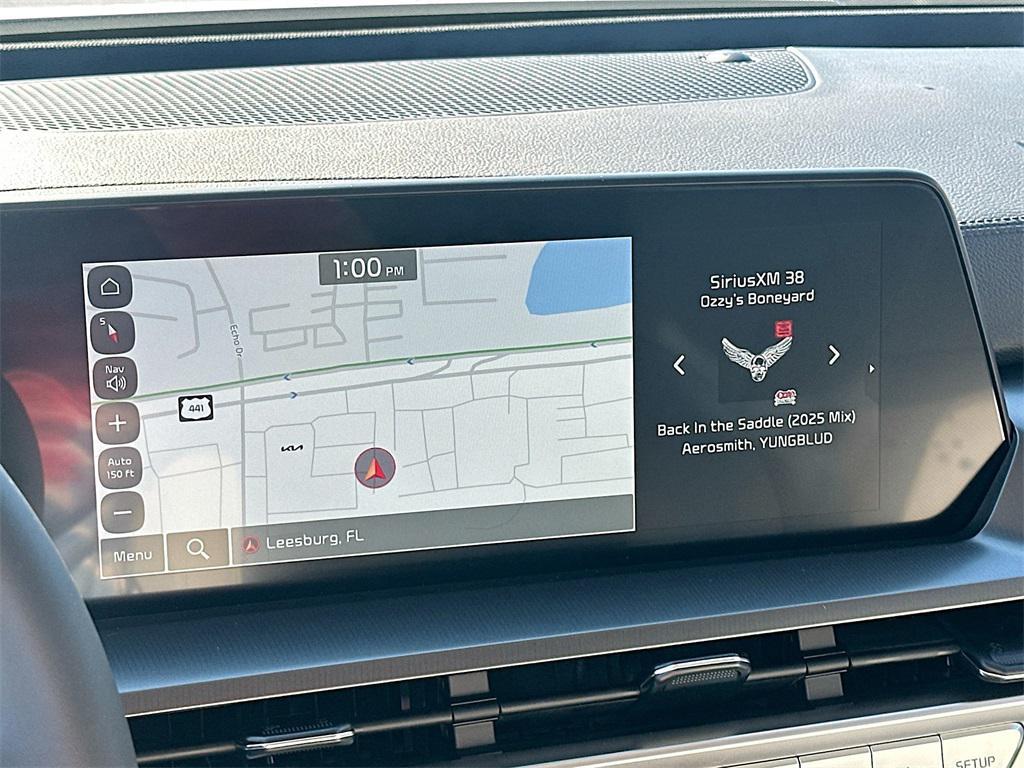 1:00 PM
S
Nav
Echo Dr
441
KIA
Auto
150 ft
Menu
Leesburg, FL
SiriusXM 38
Ozzy's Boneyard
Back In the Saddle (2025 Mix)
Aerosmith, YUNGBLUD
SETUP